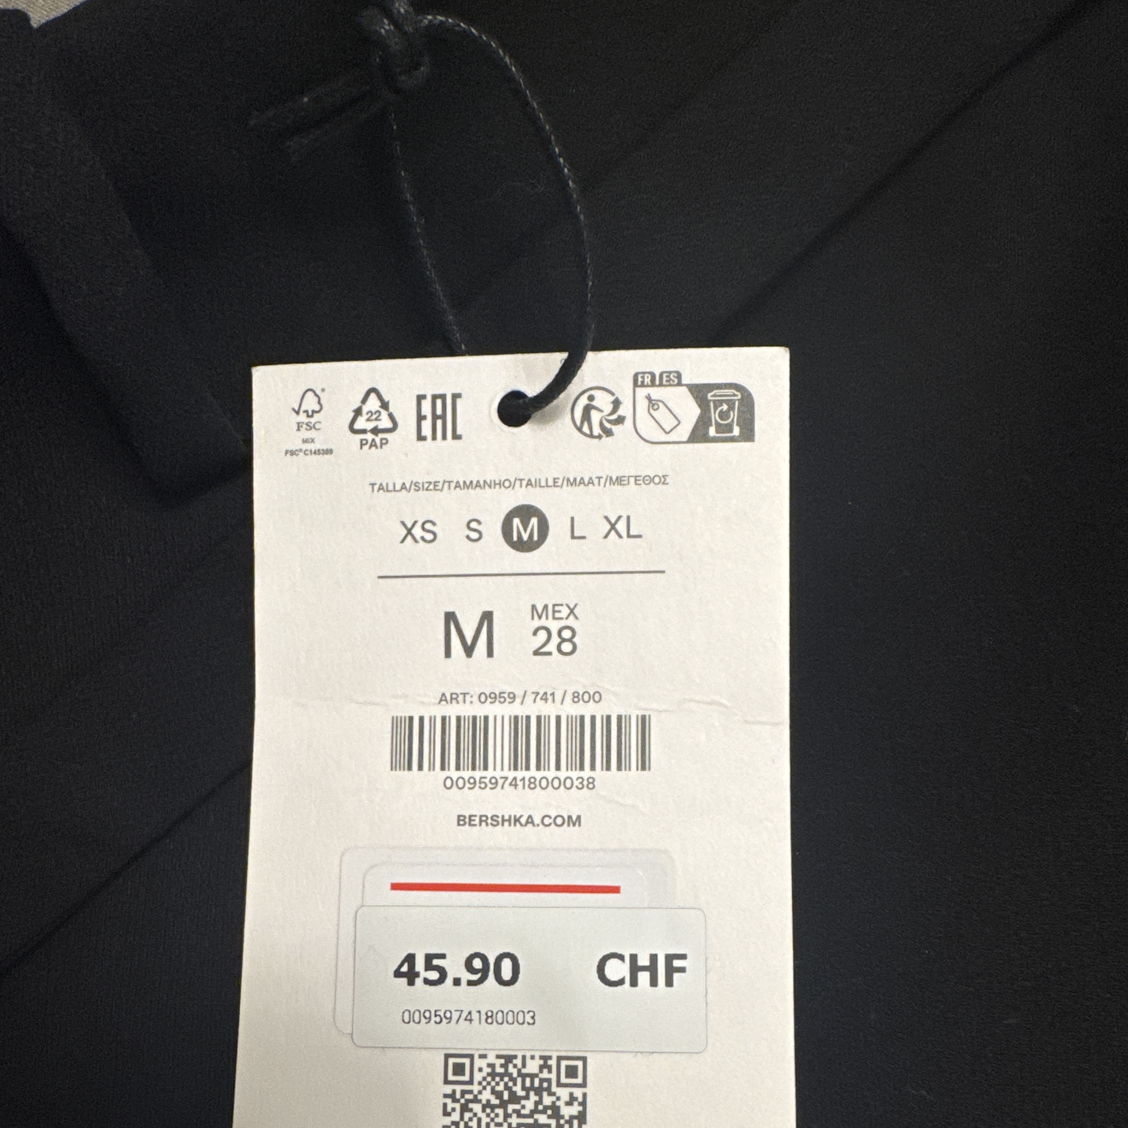 FR ES
FSC
MIX
FSC® C145389
22
PAP
EAC
TALLA/SIZE/TAMANHO/TAILLE/MAAT/ΜΕΓΕΘΟΣ
XS S M L XL
M MEX
28
ART: 0959 / 741 / 800
00959741800038
BERSHKA.COM
45.90 CHF
0095974180003